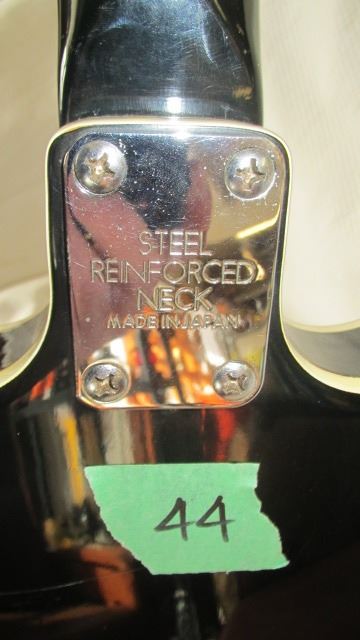 STEEL
REINFORCED
NECK
MADE IN JAPAN
44